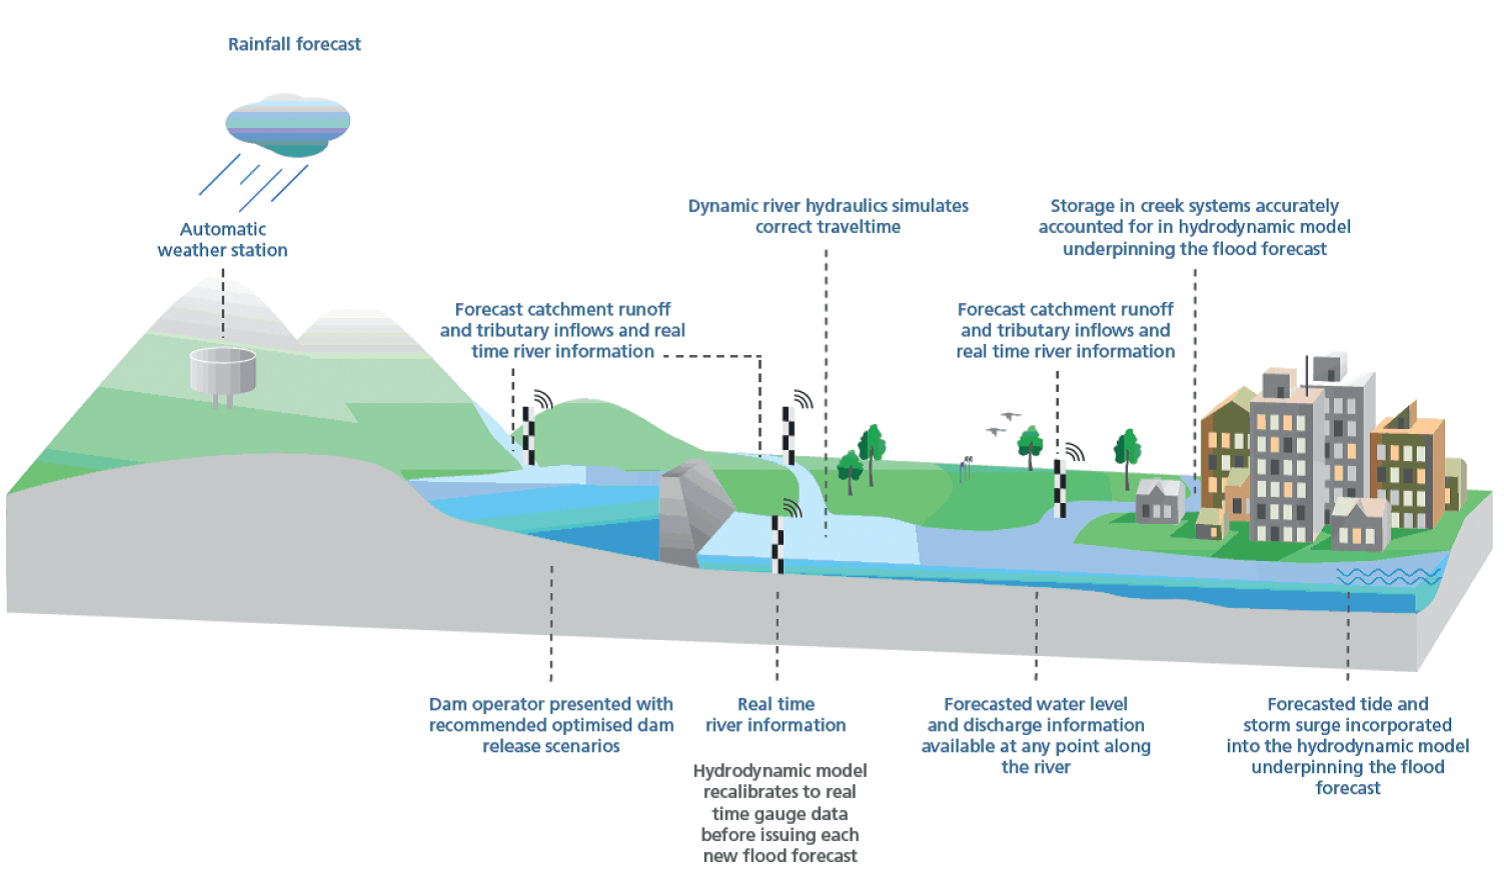 Rainfall forecast
Automatic
weather station
Dynamic river hydraulics simulates
correct traveltime
Storage in creek systems accurately
accounted for in hydrodynamic model
underpinning the flood forecast
Forecast catchment runoff
and tributary inflows and real
time river information
Forecast catchment runoff
and tributary inflows and
real time river information
Dam operator presented with
recommended optimised dam
release scenarios
Real time
river information
Hydrodynamic model
recalibrates to real
time gauge data
before issuing each
new flood forecast
Forecasted water level
and discharge information
available at any point along
the river
Forecasted tide and
storm surge incorporated
into the hydrodynamic model
underpinning the flood
forecast